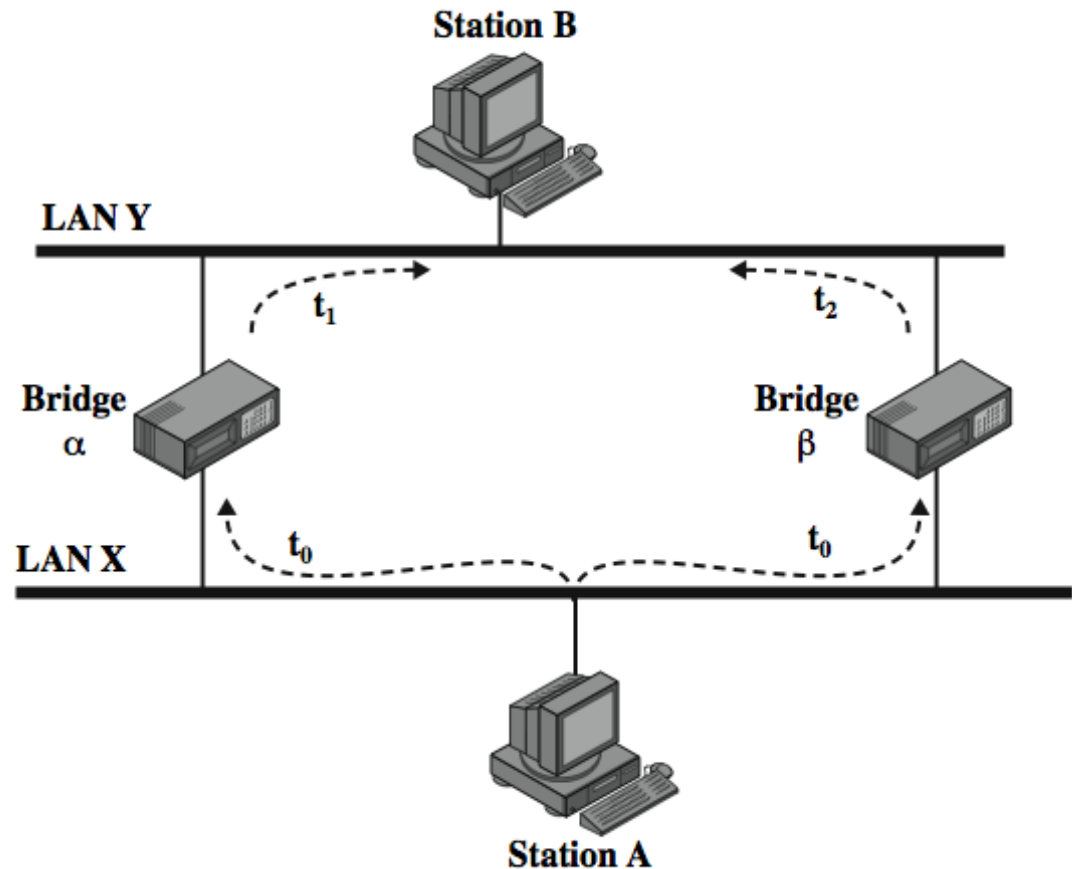 Station B
LAN Y
t₁
t₂
Bridge
α
Bridge
β
LAN X
t₀
t₀
Station A